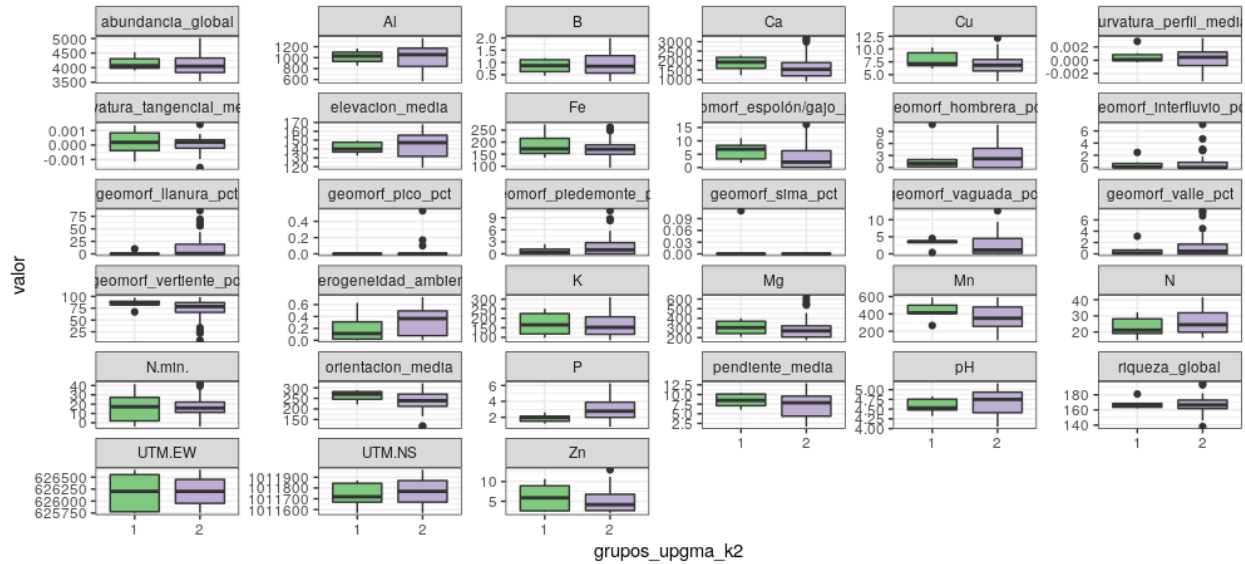 abundancia_global Al B Ca Cu urvatura_perfil_media
5000 4500 4000 3500 1200 1000 800 600 2.0 1.5 1.0 0.5 3000 2500 2000 1500 1000 12.5 10.0 7.5 5.0 0.002 0.000 -0.002
vatura_tangencial_me elevacion_media Fe omorf_espolón/gajo_ geomorf_hombrera_pc eomorf_interfluvio_pc
0.001 0.000 -0.001 170 160 150 140 130 120 250 200 150 100 15 10 5 0 9 6 3 0 6 4 2 0
geomorf_llanura_pct geomorf_pico_pct eomorf_piedemonte_p geomorf_sima_pct geomorf_vaguada_pc geomorf_valle_pct
75 50 25 0 0.4 0.2 0.0 9 6 3 0 0.09 0.06 0.03 0.00 10 5 0 8 6 4 2 0
geomorf_vertiente_pc erogeneidad_ambier K Mg Mn N
100 75 50 25 0.6 0.4 0.2 0.0 300 250 200 150 100 600 500 400 300 200 600 400 200 40 30 20
N.min. orientacion_media P pendiente_media pH riqueza_global
40 30 20 10 0 300 250 200 150 6 4 2 12.5 10.0 7.5 5.0 2.5 5.00 4.75 4.50 4.25 4.00 180 160 140
1 2 1 2 1 2
UTM.EW UTM.NS Zn
626500 626250 626000 625750 1011900 1011800 1011700 1011600 10 5
1 2 1 2 1 2
valor
grupos_upgma_k2